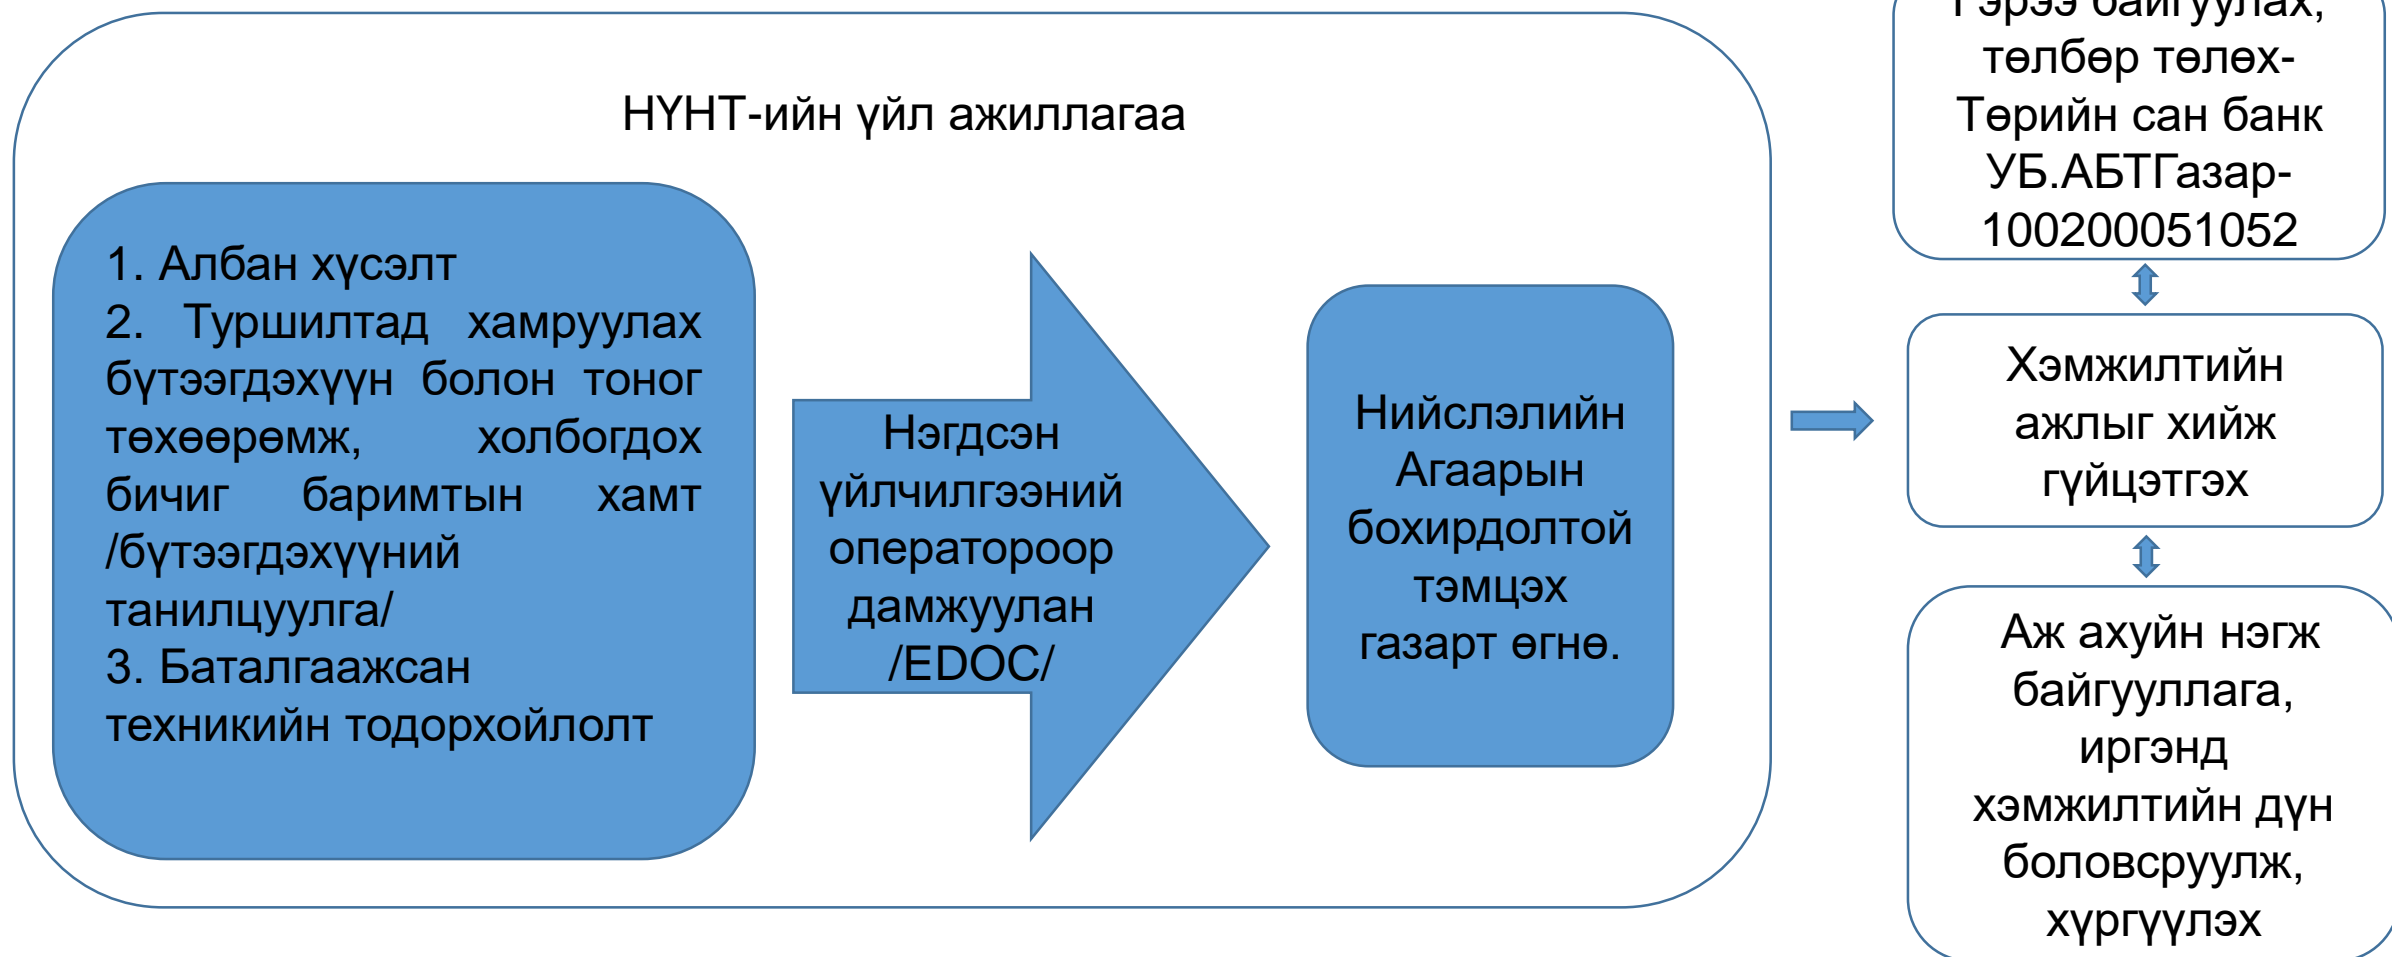 НҮНТ-ийн үйл ажиллагаа
1. Албан хүсэлт
2. Туршилтад хамруулах
бүтээгдэхүүн болон тоног
төхөөрөмж, холбогдох
бичиг баримтын хамт
/бүтээгдэхүүний
танилцуулга/
3. Баталгаажсан
техникийн тодорхойлолт
Нэгдсэн
үйлчилгээний
оператороор
дамжуулан
/EDOC/
Нийслэлийн
Агаарын
бохирдолтой
тэмцэх
газарт өгнө.
Гэрээ байгуулах,
төлбөр төлөх-
Төрийн сан банк
УБ.АБТГазар-
100200051052
Хэмжилтийн
ажлыг хийж
гүйцэтгэх
Аж ахуйн нэгж
байгууллага,
иргэнд
хэмжилтийн дүн
боловсруулж,
хүргүүлэх